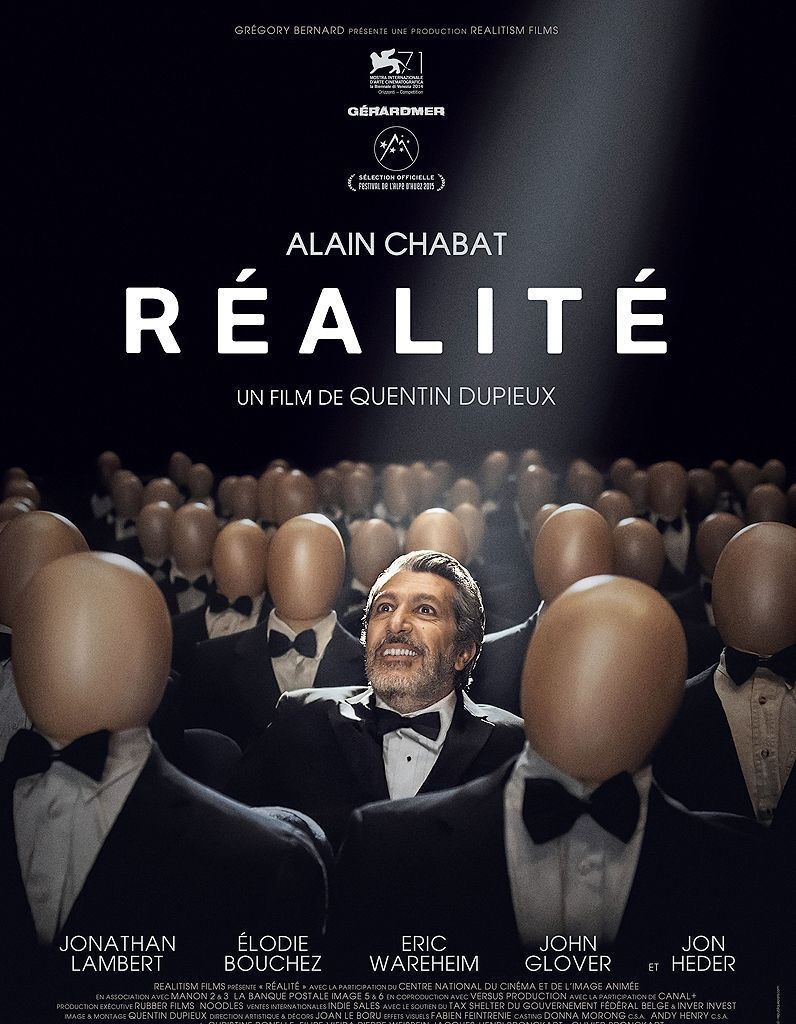 GRÉGORY BERNARD PRÉSENTE UNE PRODUCTION REALITISM FILMS
71
MOSTRA INTERNAZIONALE
D'ARTE CINEMATOGRAFICA
la Biennale di Venezia 2014
Orizzonti - Competition
GÉRARDMER
SÉLECTION OFFICIELLE
FESTIVAL DE L'ALPE D'HUEZ 2015
ALAIN CHABAT
RÉALITÉ
UN FILM DE QUENTIN DUPIEUX
JONATHAN LAMBERT
ÉLODIE BOUCHEZ
ERIC WAREHEIM
JOHN GLOVER
ET JON HEDER
REALITISM FILMS PRÉSENTE « RÉALITÉ » AVEC LA PARTICIPATION DU CENTRE NATIONAL DU CINÉMA ET DE L'IMAGE ANIMÉE
EN ASSOCIATION AVEC MANON 2 & 3 LA BANQUE POSTALE IMAGE 5 & 6 EN COPRODUCTION AVEC VERSUS PRODUCTION AVEC LA PARTICIPATION DE CANAL+
PRODUCTION EXÉCUTIVE RUBBER FILMS NOODLES VENTES INTERNATIONALES INDIE SALES AVEC LE SOUTIEN DU TAX SHELTER DU GOUVERNEMENT FÉDÉRAL BELGE & INVER INVEST
IMAGE & MONTAGE QUENTIN DUPIEUX DIRECTION ARTISTIQUE & DÉCORS JOAN LE BORU EFFETS VISUELS FABIEN FEINTRENIE CASTING DONNA MORONG C.S.A. ANDY HENRY C.S.A.